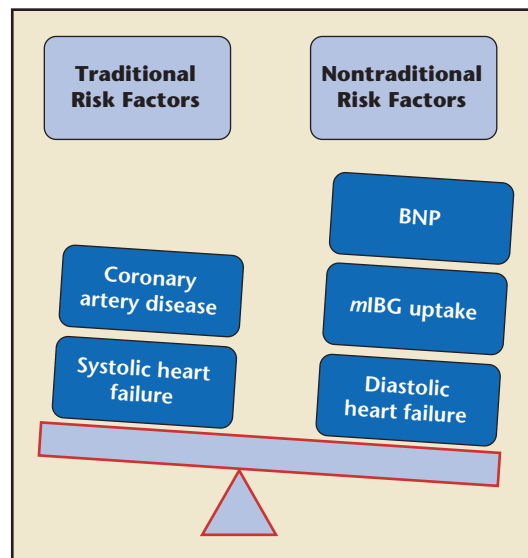 Traditional
Risk Factors
Nontraditional
Risk Factors
Coronary
artery disease
Systolic heart
failure
BNP
mIBG uptake
Diastolic
heart failure